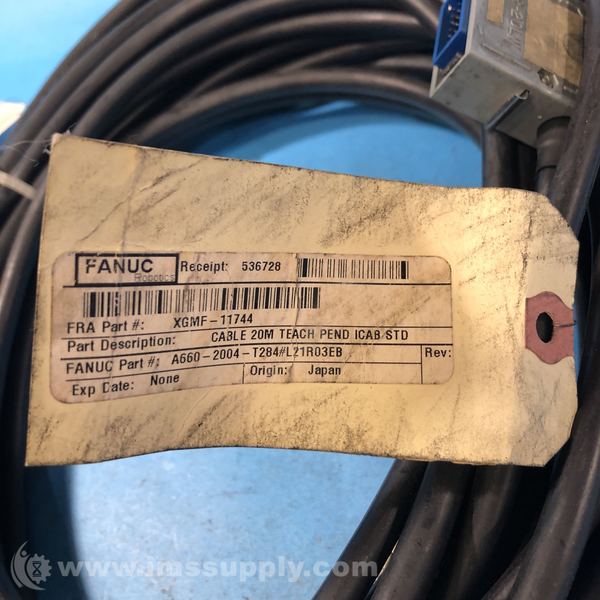 FANUC
Robotics
Receipt: 536728
FRA Part #: XGMF-11744
Part Description: CABLE 20M TEACH PEND ICAB STD
FANUC Part #: A660-2004-T284#L21R03EB Rev:
Exp Date: None Origin: Japan
www.imssupply.com